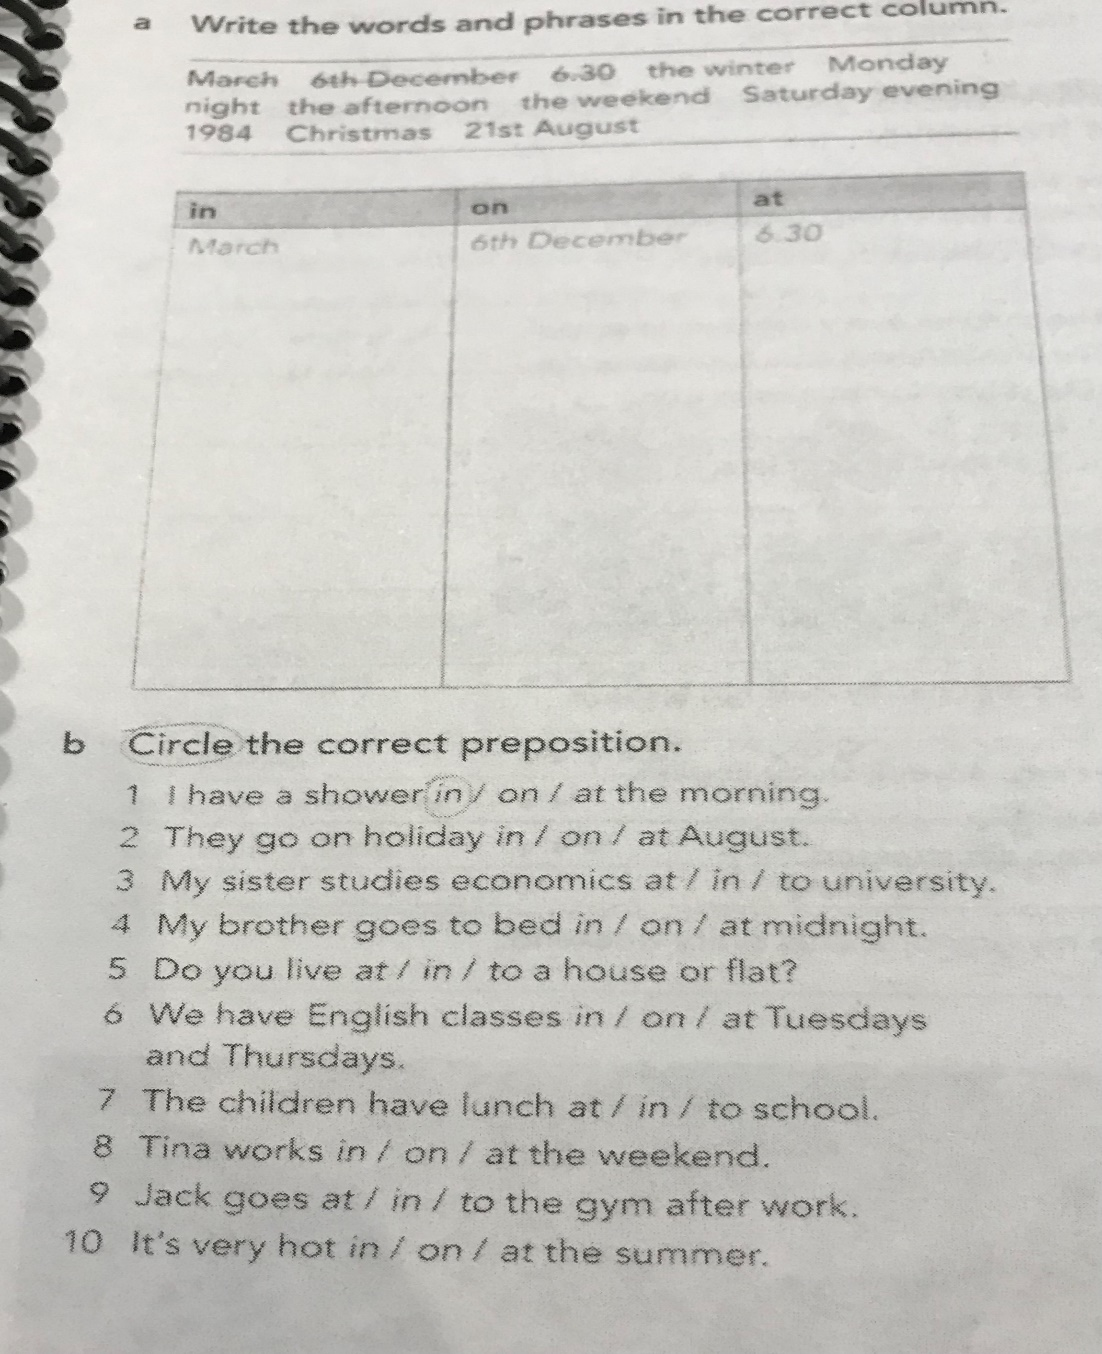 a Write the words and phrases in the correct column.
March 6th December 6.30 the winter Monday
night the afternoon the weekend Saturday evening
1984 Christmas 21st August
in on at
March 6th December 6.30
b Circle the correct preposition.
1 I have a shower in / on / at the morning.
2 They go on holiday in / on / at August.
3 My sister studies economics at / in / to university.
4 My brother goes to bed in / on / at midnight.
5 Do you live at / in / to a house or flat?
6 We have English classes in / on / at Tuesdays
and Thursdays.
7 The children have lunch at / in / to school.
8 Tina works in / on / at the weekend.
9 Jack goes at / in / to the gym after work.
10 It's very hot in / on / at the summer.